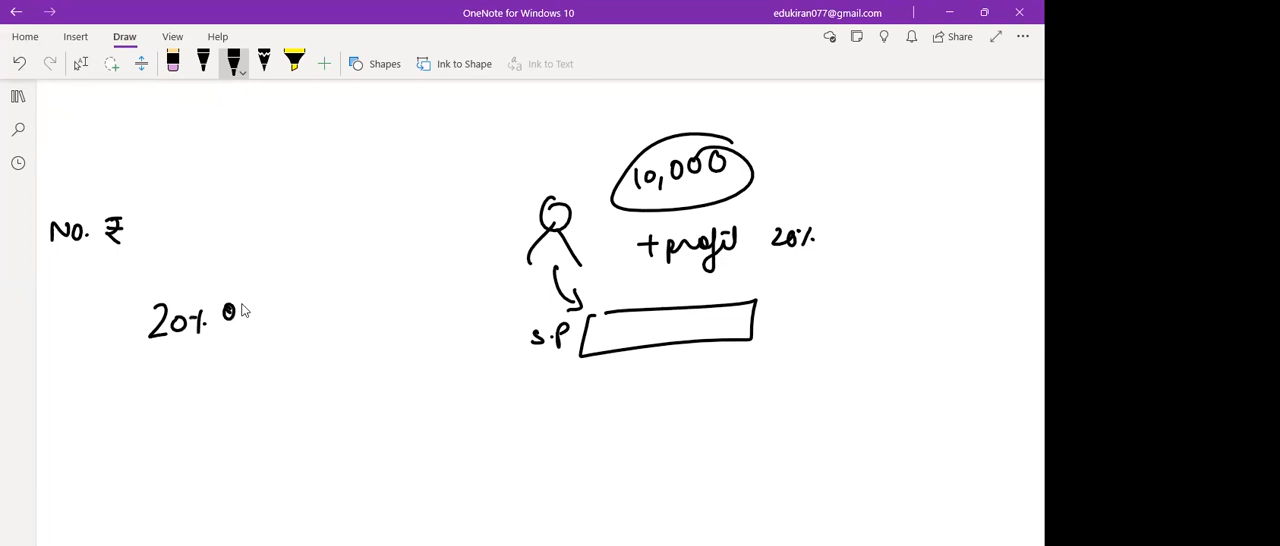 OneNote for Windows 10
edukiran077@gmail.com
Home Insert Draw View Help
Share
Shapes Ink to Shape Ink to Text
10,000
No. ₹
+ profit 20%
20% o
S.P